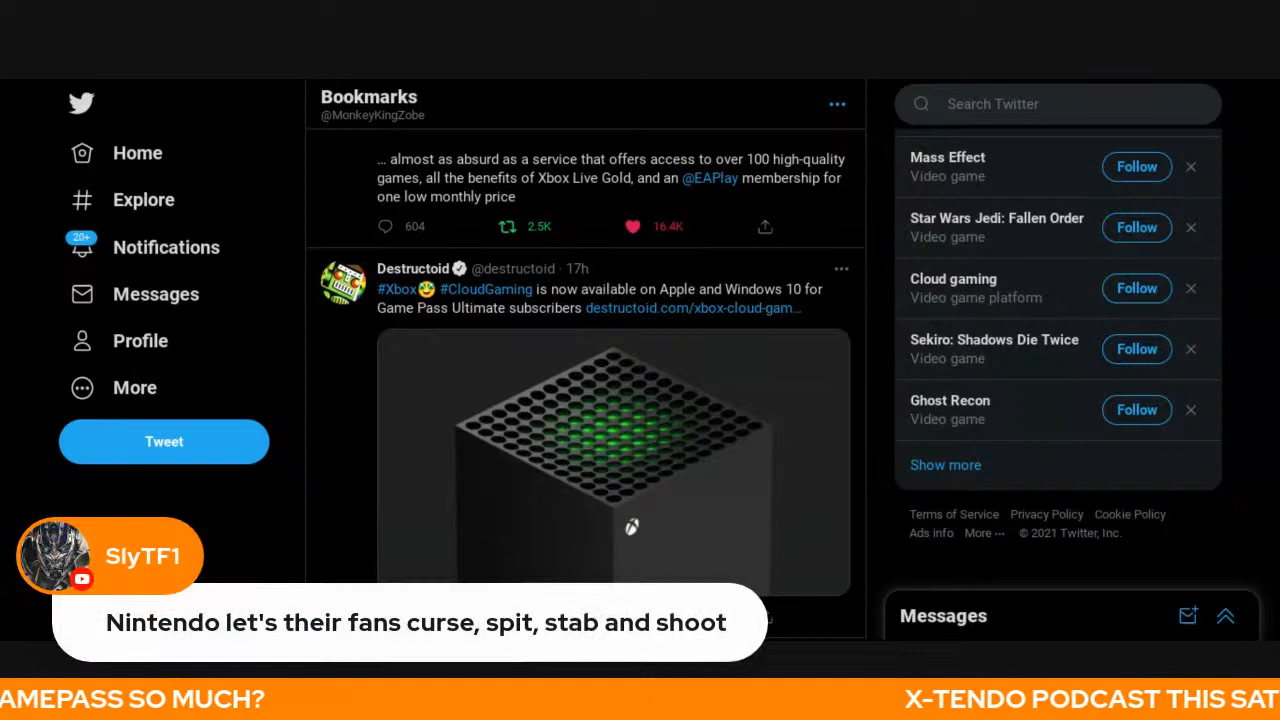 Home
Explore
20+
Notifications
Messages
Profile
More
Tweet
Bookmarks
@MonkeyKingZobe
... almost as absurd as a service that offers access to over 100 high-quality
games, all the benefits of Xbox Live Gold, and an @EAPlay membership for
one low monthly price
604 2.5K 16.4K
Destructoid @destructoid · 17h
#Xbox #CloudGaming is now available on Apple and Windows 10 for
Game Pass Ultimate subscribers destructoid.com/xbox-cloud-gam...
Search Twitter
Mass Effect
Video game
Follow
Star Wars Jedi: Fallen Order
Video game
Follow
Cloud gaming
Video game platform
Follow
Sekiro: Shadows Die Twice
Video game
Follow
Ghost Recon
Video game
Follow
Show more
Terms of Service Privacy Policy Cookie Policy
Ads info More ··· © 2021 Twitter, Inc.
Messages
SlyTF1
Nintendo let's their fans curse, spit, stab and shoot
AMEPASS SO MUCH? X-TENDO PODCAST THIS SAT